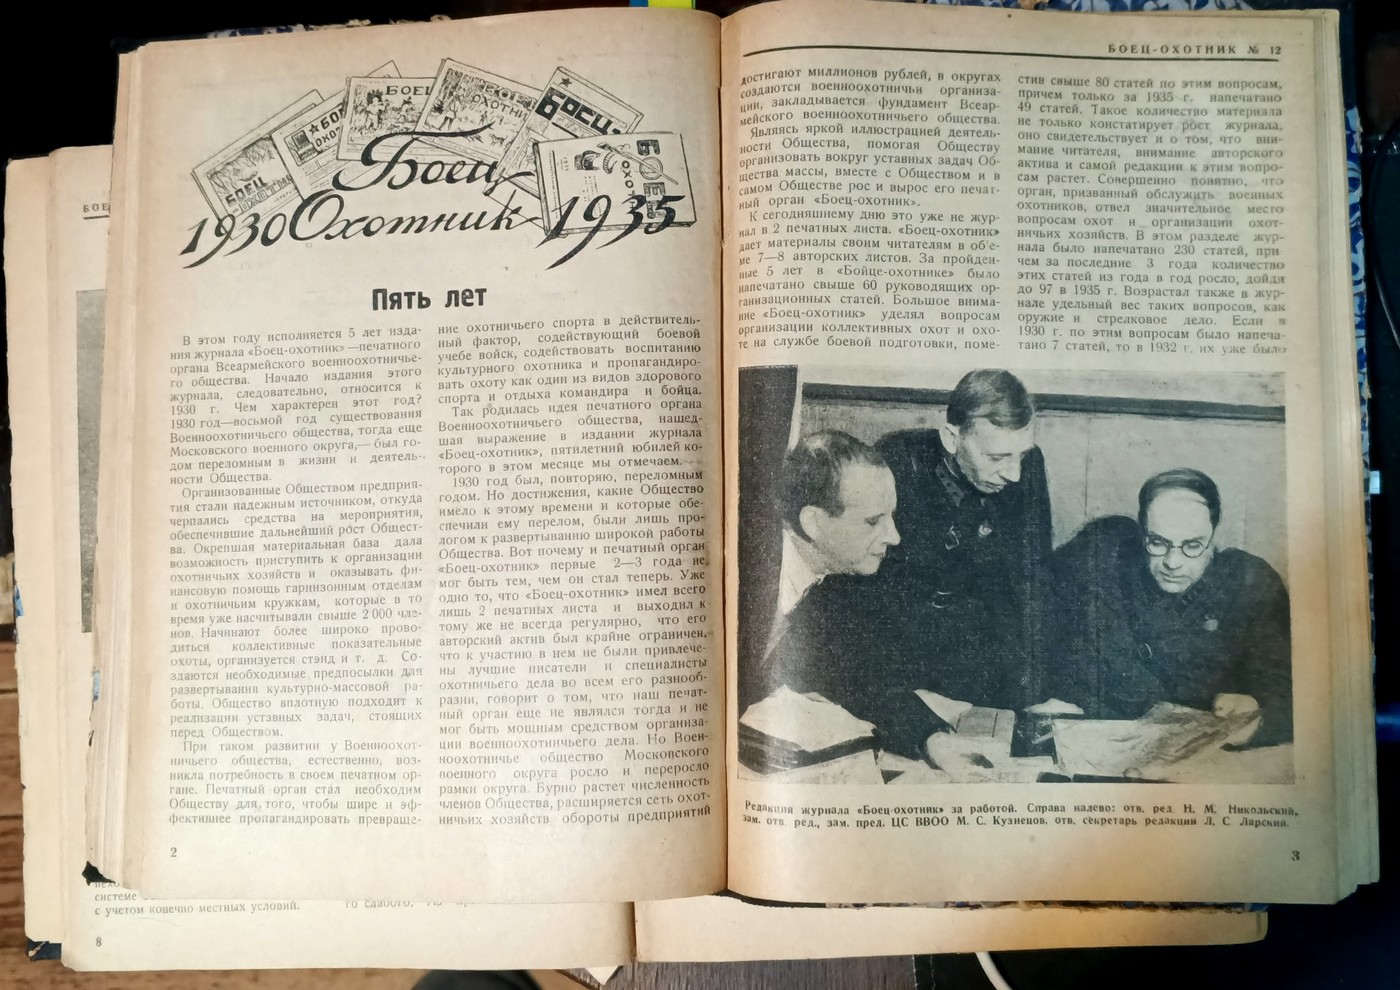 БОЕЦ
БОЕЦ-
Боец
1930 Охотник 1935
Пять лет
В этом году исполняется 5 лет изда-
ния журнала «Боец-охотник»—печатного
органа Всеармейского военноохотничье-
го общества. Начало издания этого
журнала, следовательно, относится к
1930 г. Чем характерен этот год?
1930 год—восьмой год существования
Военноохотничьего общества, тогда еще
Московского военного округа,— был го-
дом переломным в жизни и деятель-
ности Общества.
Организованные Обществом предприя-
тия стали надежным источником, откуда
черпались средства на мероприятия,
обеспечившие дальнейший рост Общест-
ва. Окрепшая материальная база дала
возможность приступить к организации
охотничьих хозяйств и оказывать фи-
нансовую помощь гарнизонным отделам
и охотничьим кружкам, которые в то
время уже насчитывали свыше 2 000 чле-
нов. Начинают более широко прово-
диться коллективные показательные
охоты, организуется стэнд и т. д. Со-
здаются необходимые предпосылки для
развертывания культурно-массовой ра-
боты. Общество вплотную подходит к
реализации уставных задач, стоящих
перед Обществом.
При таком развитии у Военноохот-
ничьего общества, естественно, воз-
никла потребность в своем печатном ор-
гане. Печатный орган стал необходим
Обществу для того, чтобы шире и эф-
фективнее пропагандировать превраще-
ние охотничьего спорта в действитель-
ный фактор, содействующий боевой
учебе войск, содействовать воспитанию
культурного охотника и пропагандиро-
вать охоту как один из видов здорового
спорта и отдыха командира и бойца.
Так родилась идея печатного органа
Военноохотничьего общества, нашед-
шая выражение в издании журнала
«Боец-охотник», пятилетний юбилей ко-
торого в этом месяце мы отмечаем.
1930 год был, повторяю, переломным
годом. Но достижения, какие Общество
имело к этому времени и которые обе-
спечили ему перелом, были лишь про-
логом к развертыванию широкой работы
Общества. Вот почему и печатный орган
«Боец-охотник» первые 2—3 года не
мог быть тем, чем он стал теперь. Уже
одно то, что «Боец-охотник» имел всего
лишь 2 печатных листа и выходил к
тому же не всегда регулярно, что его
авторский актив был крайне ограничен,
что к участию в нем не были привлече-
ны лучшие писатели и специалисты
охотничьего дела во всем его разнооб-
разии, говорит о том, что наш печат-
ный орган еще не являлся тогда и не
мог быть мощным средством организа-
ции военноохотничьего дела. Но Воен-
ноохотничье общество Московского
военного округа росло и переросло
рамки округа. Бурно растет численность
членов Общества, расширяется сеть охот-
ничьих хозяйств обороты предприятий
2
БОЕЦ-ОХОТНИК № 12
достигают миллионов рублей, в округах
создаются военноохотничьи организа-
ции, закладывается фундамент Всеар-
мейского военноохотничьего общества.
Являясь яркой иллюстрацией деятель-
ности Общества, помогая Обществу
организовать вокруг уставных задач Об-
щества массы, вместе с Обществом и в
самом Обществе рос и вырос его печат-
ный орган «Боец-охотник».
К сегодняшнему дню это уже не жур-
нал в 2 печатных листа. «Боец-охотник»
дает материалы своим читателям в об'е-
ме 7—8 авторских листов. За пройден-
ные 5 лет в «Бойце-охотнике» было
напечатано свыше 60 руководящих ор-
ганизационных статей. Большое внима-
ние «Боец-охотник» уделял вопросам
организации коллективных охот и охо-
те на службе боевой подготовки, поме-
стив свыше 80 статей по этим вопросам,
причем только за 1935 г. напечатано
49 статей. Такое количество материала
не только констатирует рост журнала,
оно свидетельствует и о том, что вни-
мание читателя, внимание авторского
актива и самой редакции к этим вопро-
сам растет. Совершенно понятно, что
орган, призванный обслужить военных
охотников, отвел значительное место
вопросам охот и организации охот-
ничьих хозяйств. В этом разделе жур-
нала было напечатано 230 статей, при-
чем за последние 3 года количество
этих статей из года в год росло, дойдя
до 97 в 1935 г. Возрастал также в жур-
нале удельный вес таких вопросов, как
оружие и стрелковое дело. Если в
1930 г. по этим вопросам было напеча-
тано 7 статей, то в 1932 г. их уже было
Редакция журнала «Боец-охотник» за работой. Справа налево: отв. ред. Н. М. Никольский,
зам. отв. ред., зам. пред. ЦС ВВОО М. С. Кузнецов, отв. секретарь редакции Л. С. Ларский.
3
системе
с учетом конечно местных условий.
го слабого,
8